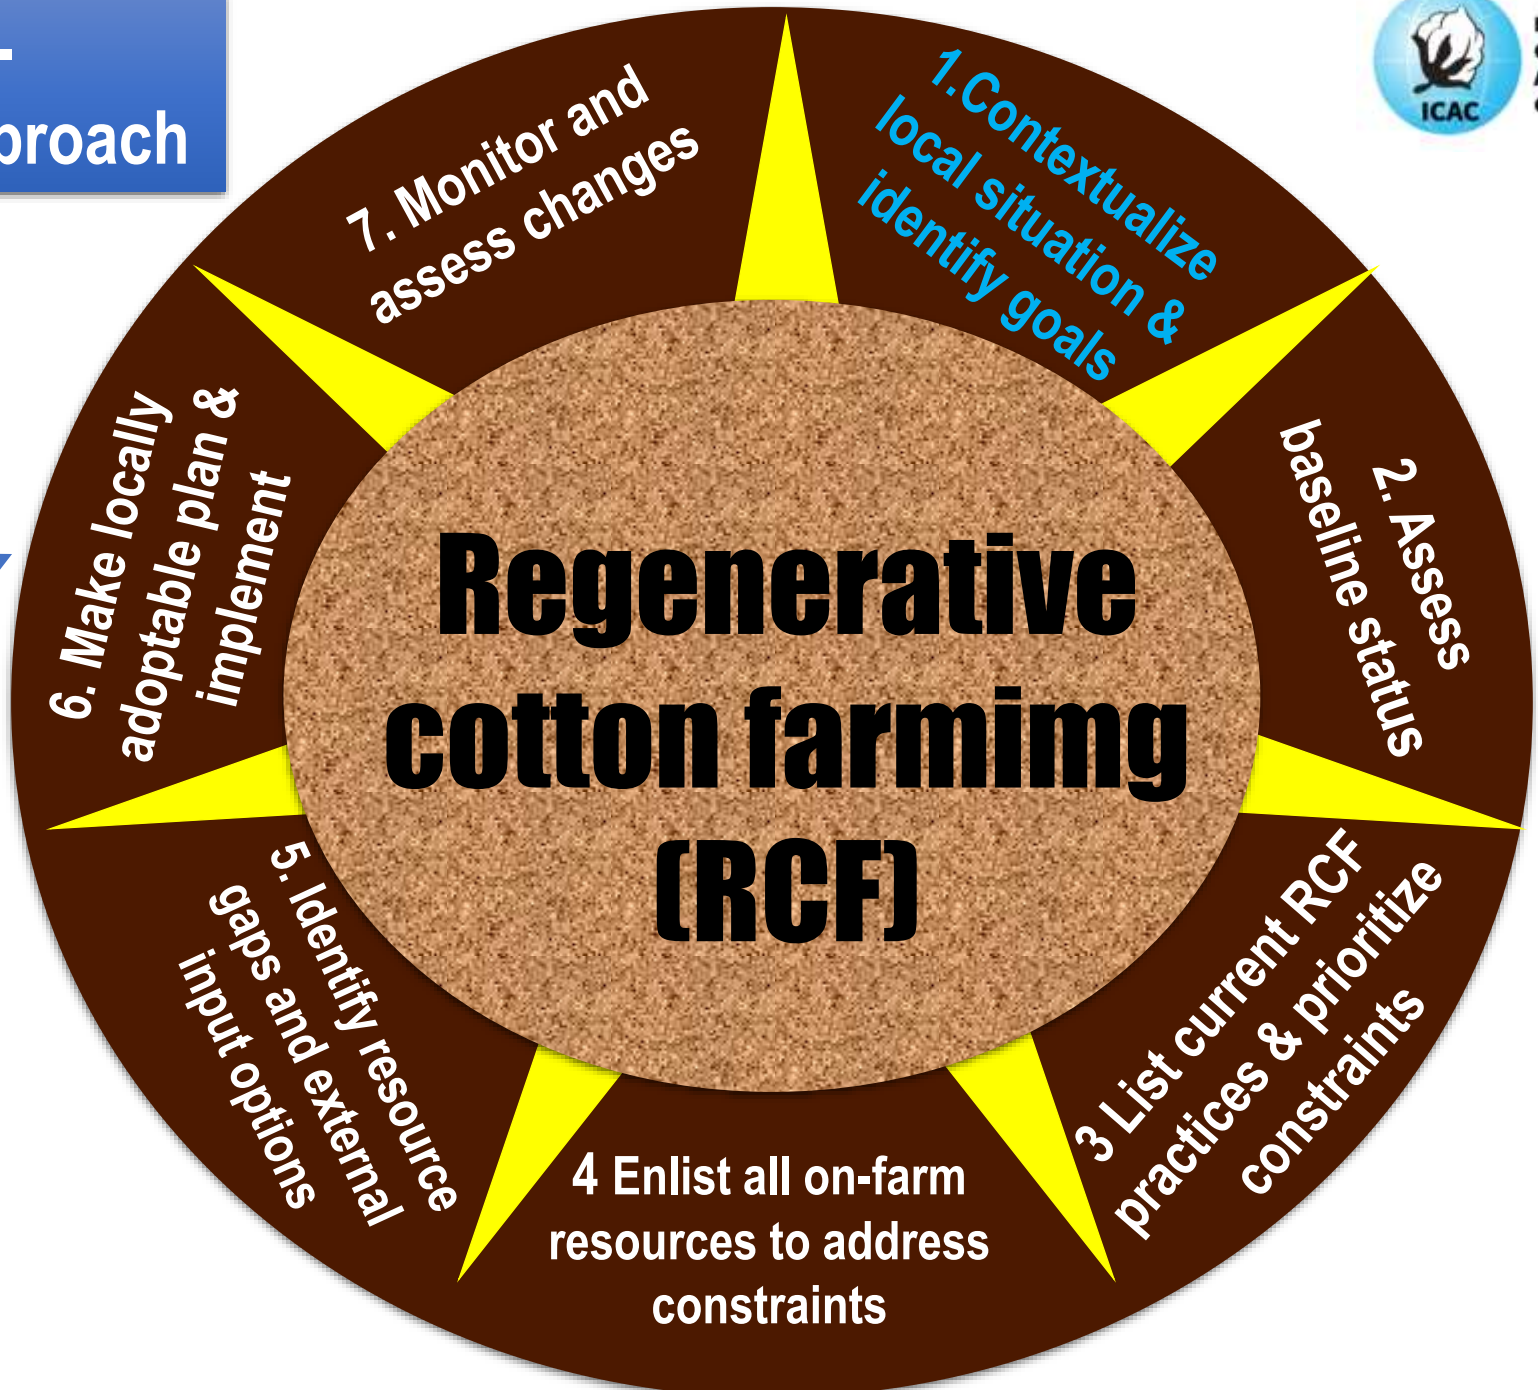 proach
ICAC
1.Contextualize
local situation &
identify goals
2. Assess
baseline status
3 List current RCF
practices & prioritize
constraints
4 Enlist all on-farm
resources to address
constraints
5. Identify resource
gaps and external
input options
6. Make locally
adoptable plan &
implement
7. Monitor and
assess changes
Regenerative
cotton farmimg
(RCF)